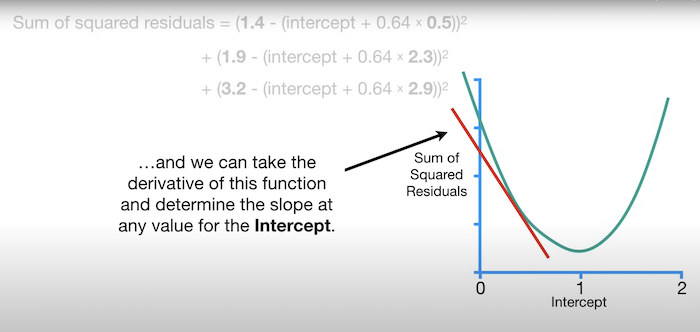 Sum of squared residuals = (1.4 - (intercept + 0.64 × 0.5))²
+ (1.9 - (intercept + 0.64 × 2.3))²
+ (3.2 - (intercept + 0.64 × 2.9))²
...and we can take the
derivative of this function
and determine the slope at
any value for the Intercept.
Sum of
Squared
Residuals
0 1 2
Intercept